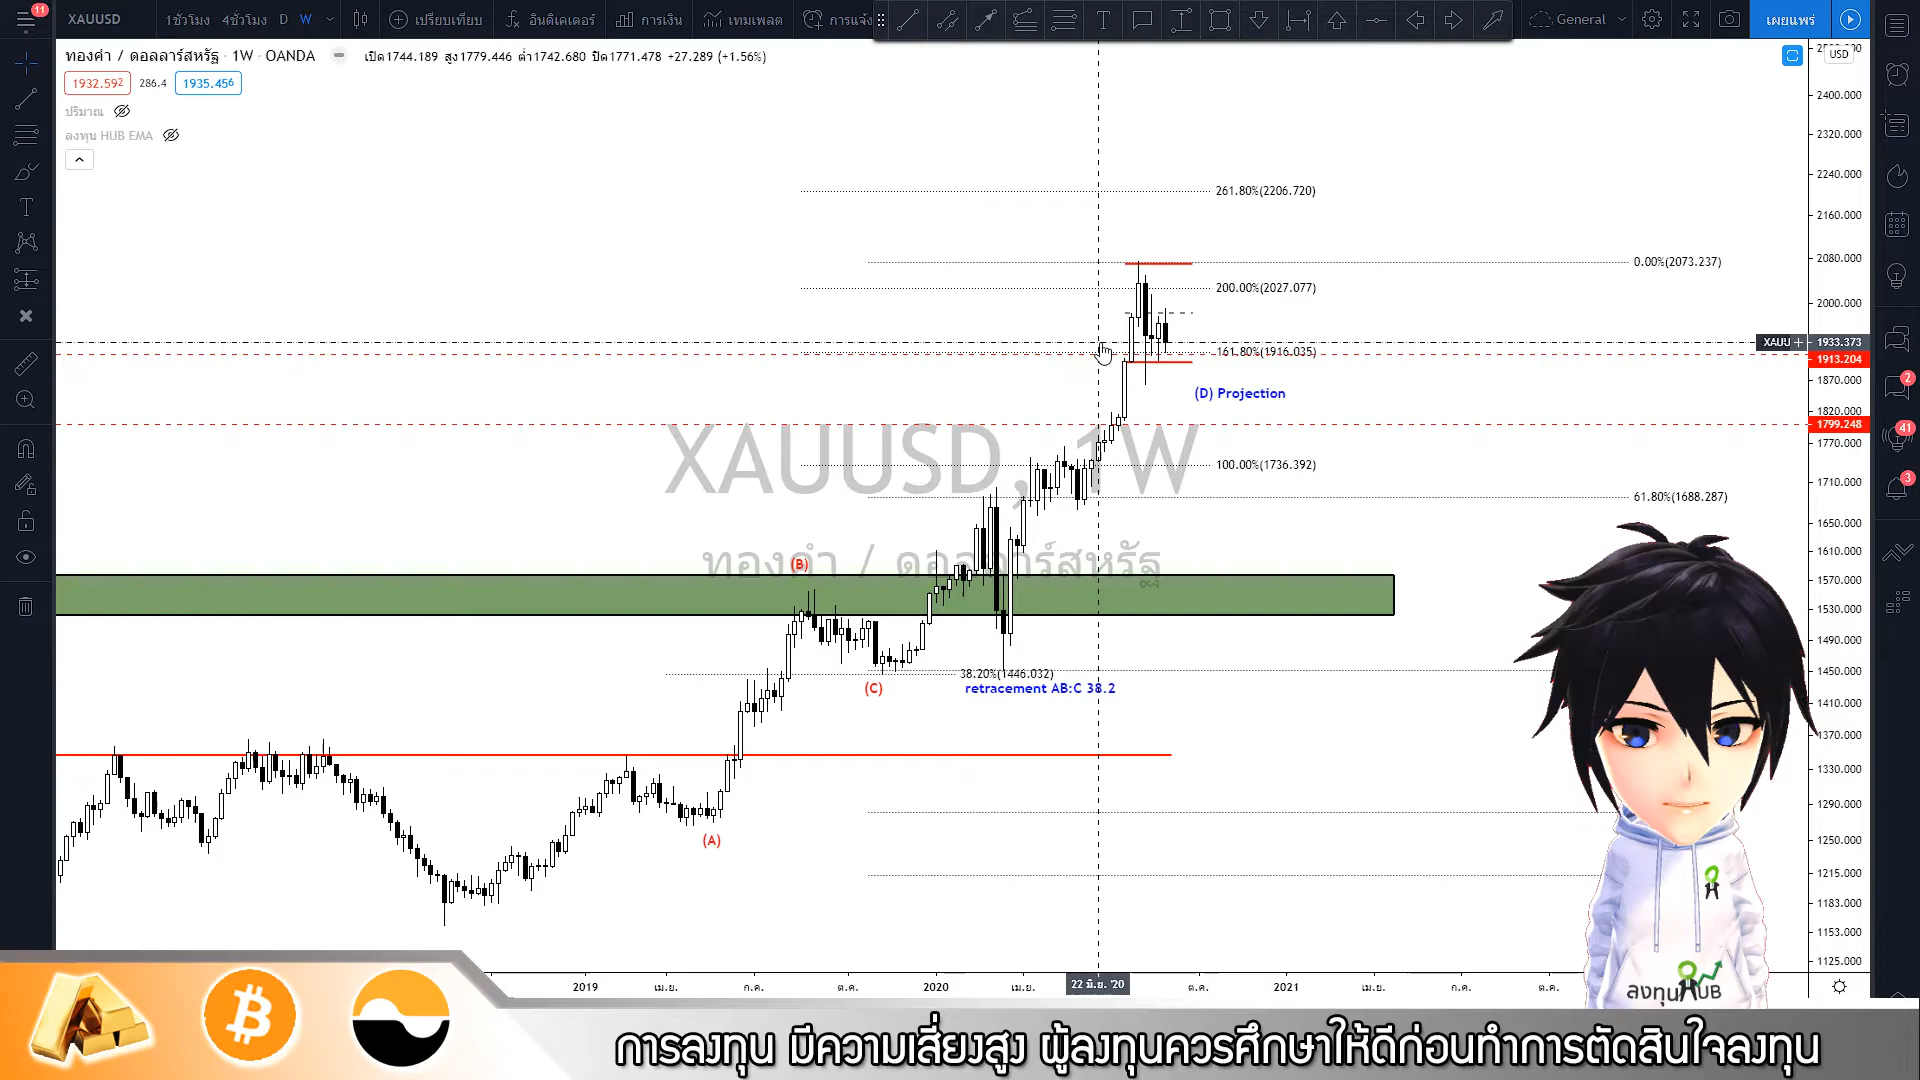 11
XAUUSD
1ชั่วโมง 4ชั่วโมง D W
เปรียบเทียบ
อินดิเคเตอร์
การเงิน
เทมเพลต
การแจ้ง
General
เผยแพร่
ทองคำ / ดอลลาร์สหรัฐ · 1W · OANDA
เปิด1744.189 สูง1779.446 ต่ำ1742.680 ปิด1771.478 +27.289 (+1.56%)
1932.592 286.4 1935.456
ปริมาณ
ลงทุน HUB EMA
USD
2400.000
2320.000
2240.000
2160.000
2080.000
2000.000
XAUU
1933.373
1913.204
1870.000
1820.000
1799.248
1770.000
1710.000
1650.000
1610.000
1570.000
1530.000
1490.000
1450.000
1410.000
1370.000
1330.000
1290.000
1250.000
1215.000
1183.000
1153.000
1125.000
261.80%(2206.720)
0.00%(2073.237)
200.00%(2027.077)
161.80%(1916.035)
(D) Projection
100.00%(1736.392)
61.80%(1688.287)
XAUUSD, 1W
ทองคำ / ดอลลาร์สหรัฐ
(B)
38.20%(1446.032)
(C)
retracement AB:C 38.2
(A)
2
41
3
2019 เม.ย. ก.ค. ต.ค. 2020 เม.ย. 22 มิ.ย. '20 ต.ค. 2021 เม.ย. ก.ค. ต.ค.
ลงทุนHUB
การลงทุน มีความเสี่ยงสูง ผู้ลงทุนควรศึกษาให้ดีก่อนทำการตัดสินใจลงทุน